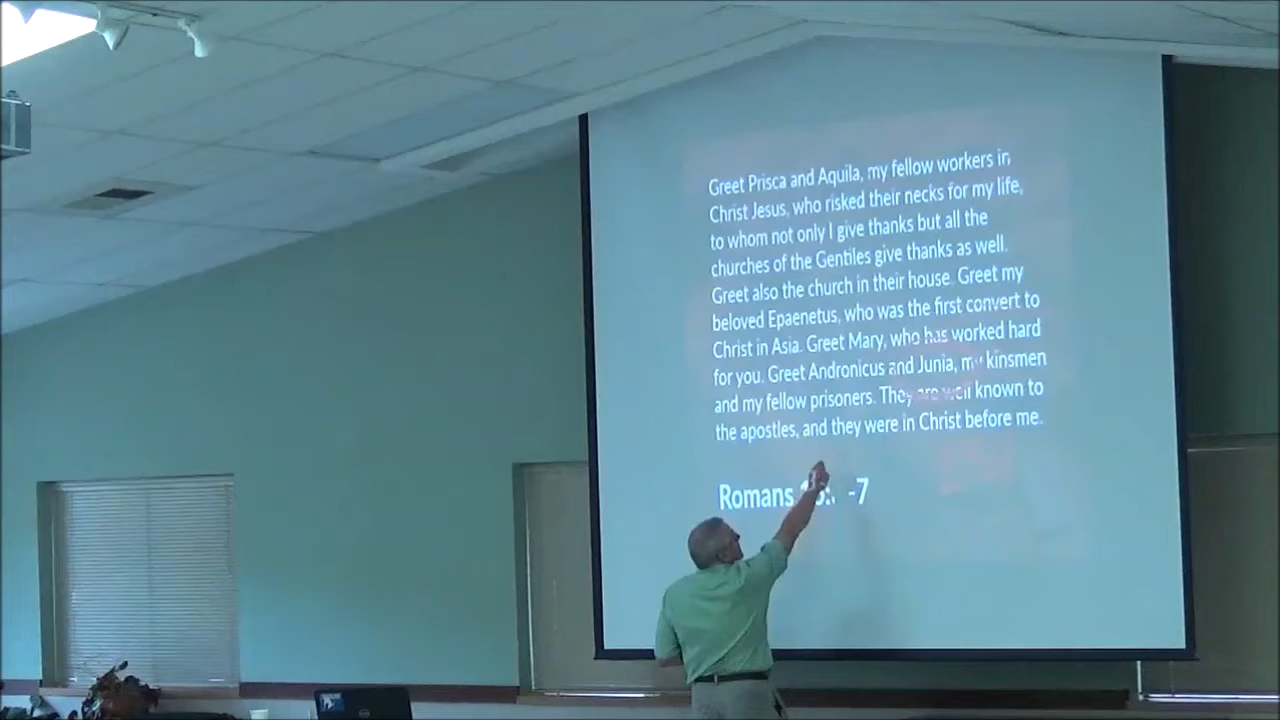 Greet Prisca and Aquila, my fellow workers in
Christ Jesus, who risked their necks for my life,
to whom not only I give thanks but all the
churches of the Gentiles give thanks as well.
Greet also the church in their house. Greet my
beloved Epaenetus, who was the first convert to
Christ in Asia. Greet Mary, who has worked hard
for you. Greet Andronicus and Junia, my kinsmen
and my fellow prisoners. They are well known to
the apostles, and they were in Christ before me.
Romans -7